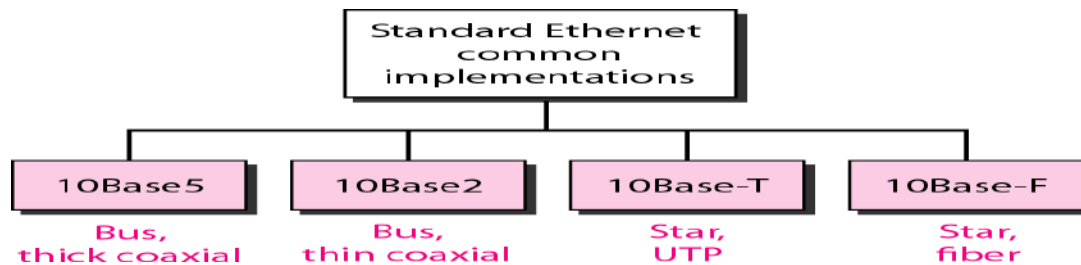 Standard Ethernet
common
implementations
10Base5
10Base2
10Base-T
10Base-F
Bus,
thick coaxial
Bus,
thin coaxial
Star,
UTP
Star,
fiber